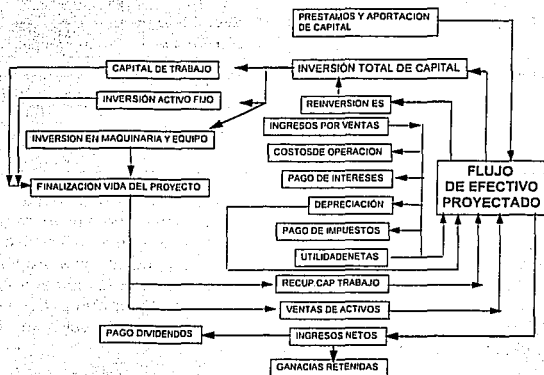 PRESTAMOS Y APORTACION
DE CAPITAL
CAPITAL DE TRABAJO
INVERSIÓN TOTAL DE CAPITAL
INVERSIÓN ACTIVO FIJO
REINVERSION ES
INGRESOS POR VENTAS
INVERSION EN MAQUINARIA Y EQUIPO
COSTOSDE OPERACIÓN
PAGO DE INTERESES
FLUJO
DE EFECTIVO
PROYECTADO
FINALIZACION VIDA DEL PROYECTO
DEPRECIACIÓN
PAGO DE IMPUESTOS
UTILIDADENETAS
RECUP.CAP TRABAJO
VENTAS DE ACTIVOS
PAGO DIVIDENDOS
INGRESOS NETOS
GANACIAS RETENIDAS